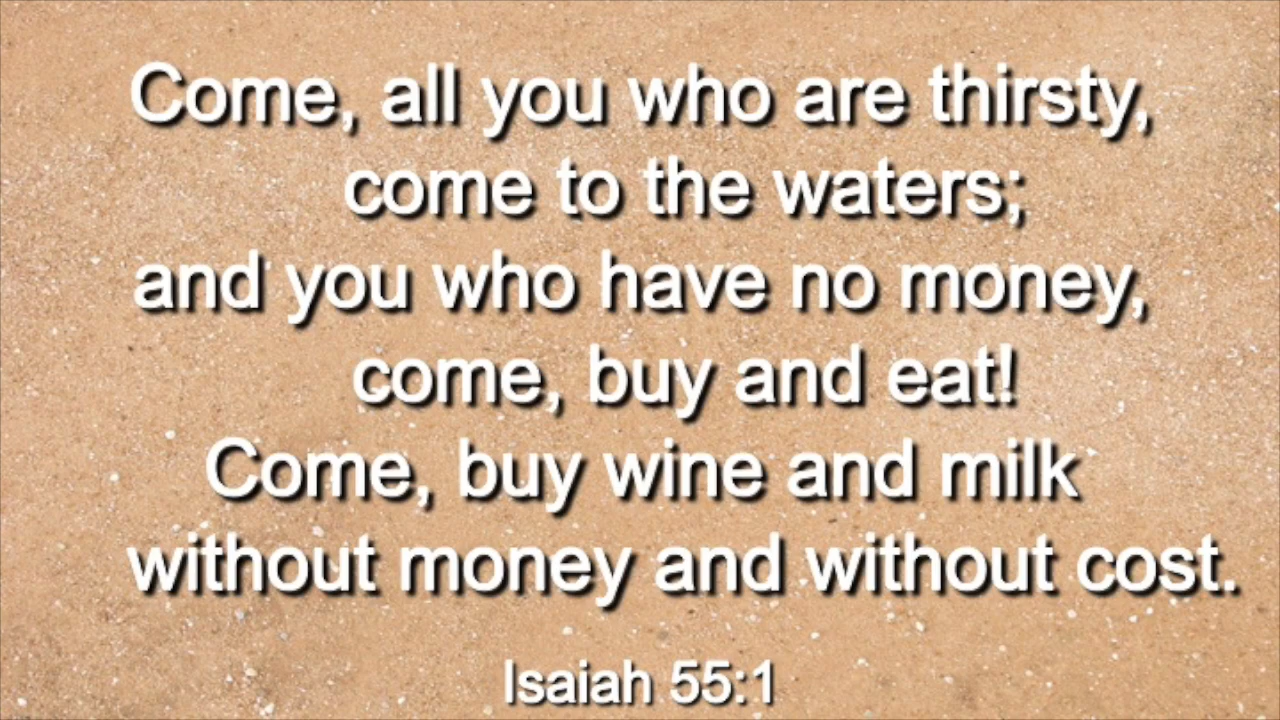 Come, all you who are thirsty,
come to the waters;
and you who have no money,
come, buy and eat!
Come, buy wine and milk
without money and without cost.
Isaiah 55:1